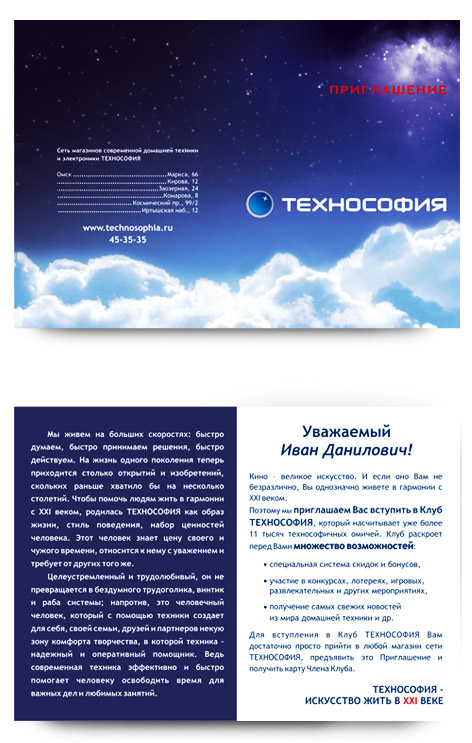 ПРИГЛАШЕНИЕ
Сеть магазинов современной домашней техники
и электроники ТЕХНОСОФИЯ
Омск ........................................ Маркса, 66
........................................ Кирова, 12
........................................ Заозерная, 24
........................................ Комарова, 8
........................................ Космический пр., 99/2
........................................ Иртышская наб., 12
www.technosophia.ru
45-35-35
ТЕХНОСОФИЯ
Мы живем на больших скоростях: быстро
думаем, быстро принимаем решения, быстро
действуем. На жизнь одного поколения теперь
приходится столько открытий и изобретений,
скольких раньше хватило бы на несколько
столетий. Чтобы помочь людям жить в гармонии
с XXI веком, родилась ТЕХНОСОФИЯ как образ
жизни, стиль поведения, набор ценностей
человека. Этот человек знает цену своего и
чужого времени, относится к нему с уважением и
требует от других того же.
Целеустремленный и трудолюбивый, он не
превращается в бездумного трудоголика, винтик
и раба системы; напротив, это человечный
человек, который с помощью техники создает
для себя, своей семьи, друзей и партнеров некую
зону комфорта творчества, в которой техника -
надежный и оперативный помощник. Ведь
современная техника эффективно и быстро
помогает человеку освободить время для
важных дел и любимых занятий.
Уважаемый
Иван Данилович!
Кино - великое искусство. И если оно Вам не
безразлично, Вы однозначно живете в гармонии с
XXI веком.
Поэтому мы приглашаем Вас вступить в Клуб
ТЕХНОСОФИЯ, который насчитывает уже более
11 тысяч технософичных омичей. Клуб раскроет
перед Вами множество возможностей:
• специальная система скидок и бонусов,
• участие в конкурсах, лотереях, игровых,
развлекательных и других мероприятиях,
• получение самых свежих новостей
из мира домашней техники и др.
Для вступления в Клуб ТЕХНОСОФИЯ Вам
достаточно просто прийти в любой магазин сети
ТЕХНОСОФИЯ, предъявить это Приглашение и
получить карту Члена Клуба.
ТЕХНОСОФИЯ -
ИСКУССТВО ЖИТЬ В XXI ВЕКЕ